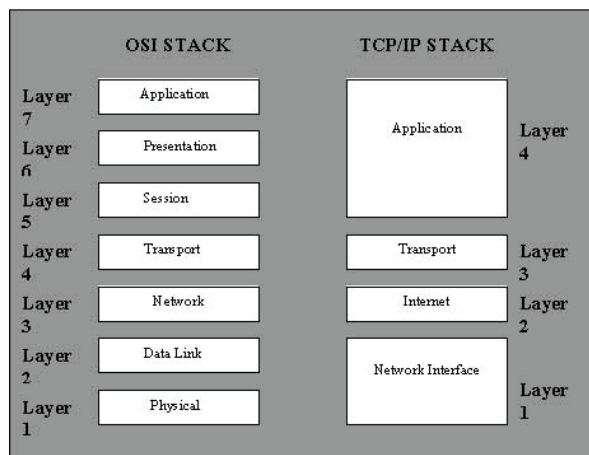 OSI STACK
TCP/IP STACK
Layer
7
Application
Layer
6
Presentation
Layer
5
Session
Layer
4
Transport
Layer
3
Network
Layer
2
Data Link
Layer
1
Physical
Application
Layer
4
Transport
Layer
3
Internet
Layer
2
Network Interface
Layer
1